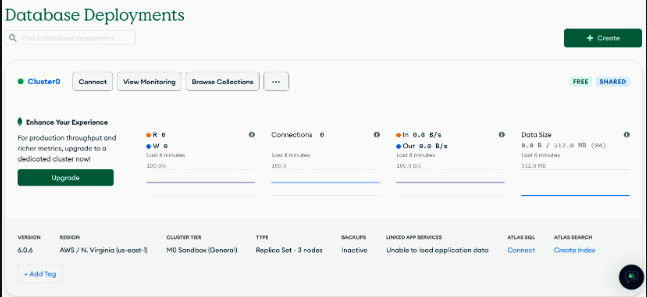 Database Deployments
Find a database deployment...
+ Create
Cluster0
Connect
View Monitoring
Browse Collections
...
FREE
SHARED
Enhance Your Experience
For production throughput and
richer metrics, upgrade to a
dedicated cluster now!
Upgrade
R 0
W 0
Last 4 minutes
100.0/s
Connections 0
Last 4 minutes
100.0
In 0.0 B/s
Out 0.0 B/s
Last 4 minutes
100.0 B/s
Data Size
0.0 B / 512.0 MB (0%)
Last 4 minutes
512.0 MB
VERSION
6.0.6
REGION
AWS / N. Virginia (us-east-1)
CLUSTER TIER
M0 Sandbox (General)
TYPE
Replica Set - 3 nodes
BACKUPS
Inactive
LINKED APP SERVICES
Unable to load application data
ATLAS SQL
Connect
ATLAS SEARCH
Create Index
+ Add Tag